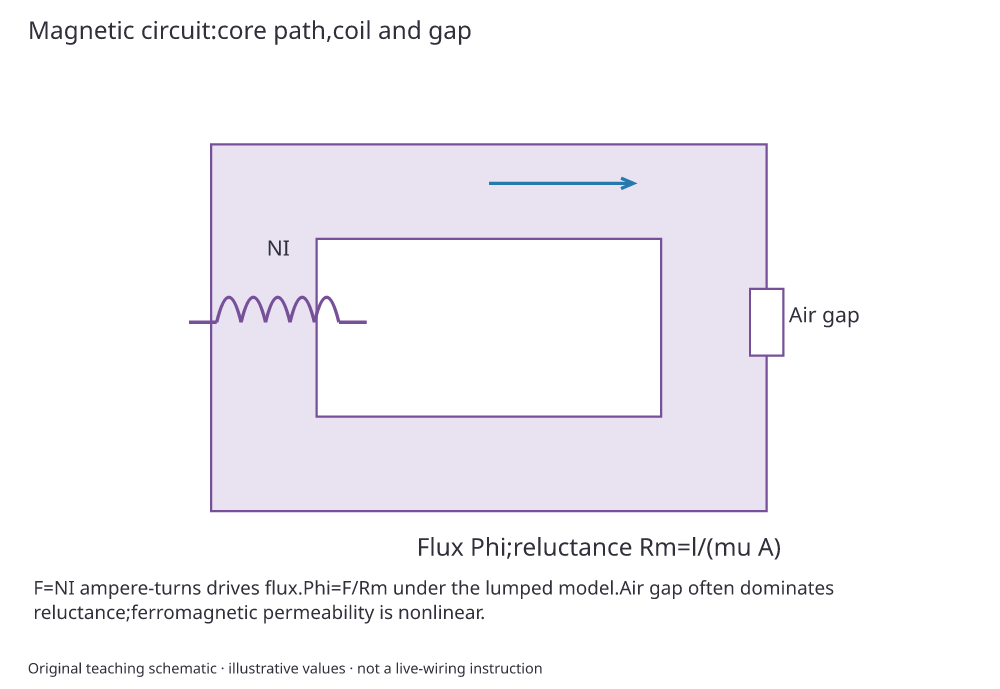 Magnetic circuit:core path,coil and gap
NI
Air gap
Flux Phi;reluctance Rm=l/(mu A)
F=NI ampere-turns drives flux.Phi=F/Rm under the lumped model.Air gap often dominates
reluctance;ferromagnetic permeability is nonlinear.
Original teaching schematic · illustrative values · not a live-wiring instruction